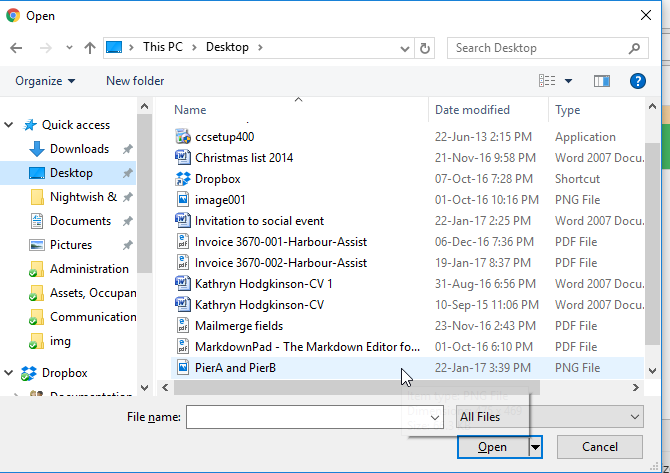 Open
This PC > Desktop >
Search Desktop
Organize
New folder
Name
Date modified
Type
Quick access
Downloads
Desktop
Nightwish &
Documents
Pictures
Administration
Assets, Occupan
Communication
img
Dropbox
ccsetup400 22-Jun-13 2:15 PM Application
Christmas list 2014 21-Nov-16 9:58 PM Word 2007 Docu...
Dropbox 07-Oct-16 7:28 PM Shortcut
image001 01-Oct-16 10:16 PM PNG File
Invitation to social event 22-Jan-17 2:25 PM Word 2007 Docu...
Invoice 3670-001-Harbour-Assist 06-Dec-16 7:36 PM PDF File
Invoice 3670-002-Harbour-Assist 19-Jan-17 8:37 PM PDF File
Kathryn Hodgkinson-CV 1 31-Aug-16 6:56 PM Word 2007 Docu...
Kathryn Hodgkinson-CV 10-Sep-15 11:06 PM Word 2007 Docu...
Mailmerge fields 23-Nov-16 2:43 PM PDF File
MarkdownPad - The Markdown Editor fo... 01-Oct-16 6:10 PM PDF File
PierA and PierB 22-Jan-17 3:39 PM PNG File
Item type: PNG File
File name:
All Files
Open
Cancel